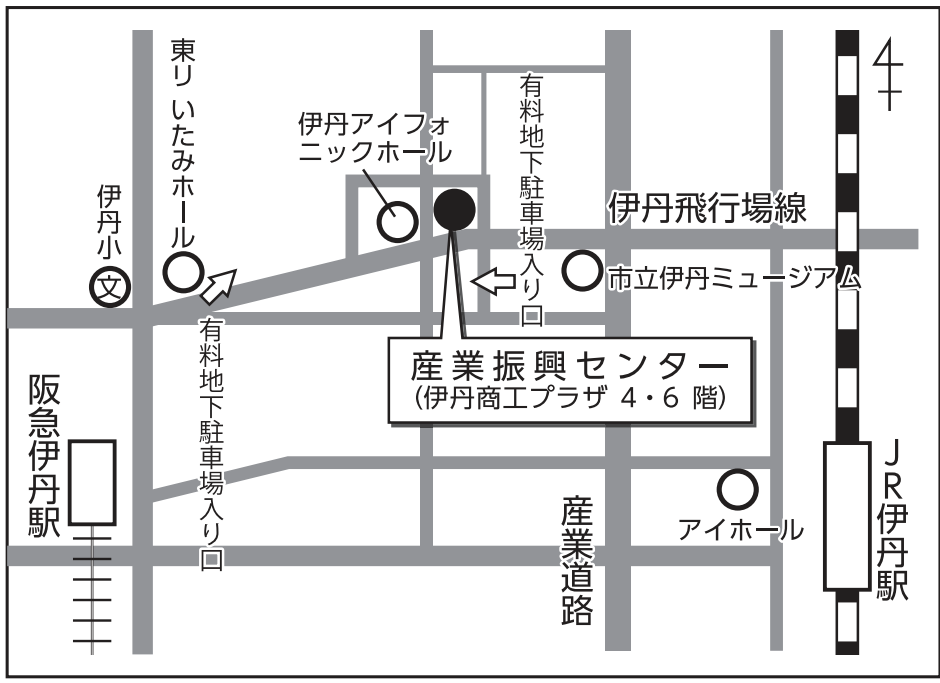 東リ いたみホール
伊丹アイフォ
ニックホール
有料地下駐車場入り口
伊丹小
文
伊丹飛行場線
市立伊丹ミュージアム
有料地下駐車場入り口
産業振興センター
(伊丹商工プラザ 4・6 階)
阪急伊丹駅
JR伊丹駅
アイホール
産業道路